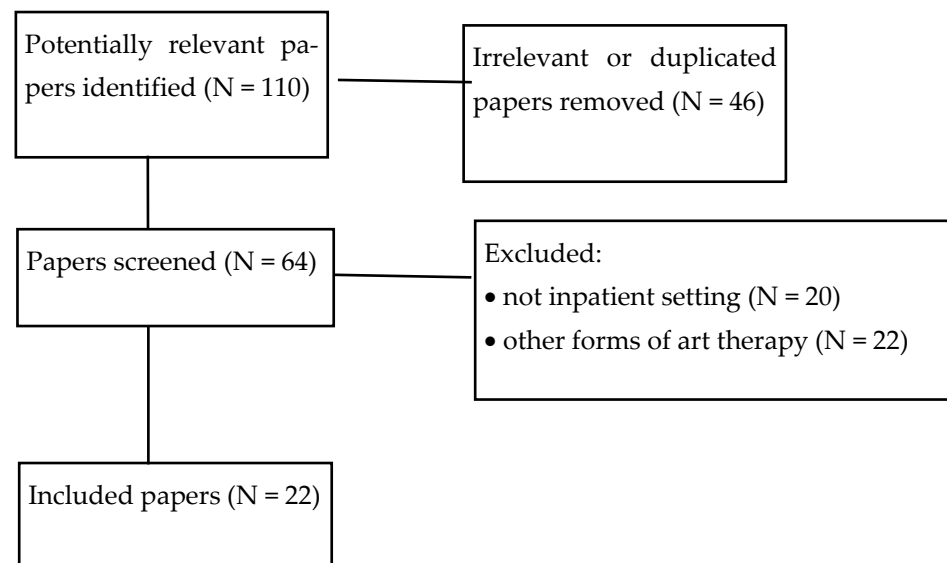 Potentially relevant pa-
pers identified (N = 110)
Irrelevant or duplicated
papers removed (N = 46)
Papers screened (N = 64)
Excluded:
• not inpatient setting (N = 20)
• other forms of art therapy (N = 22)
Included papers (N = 22)